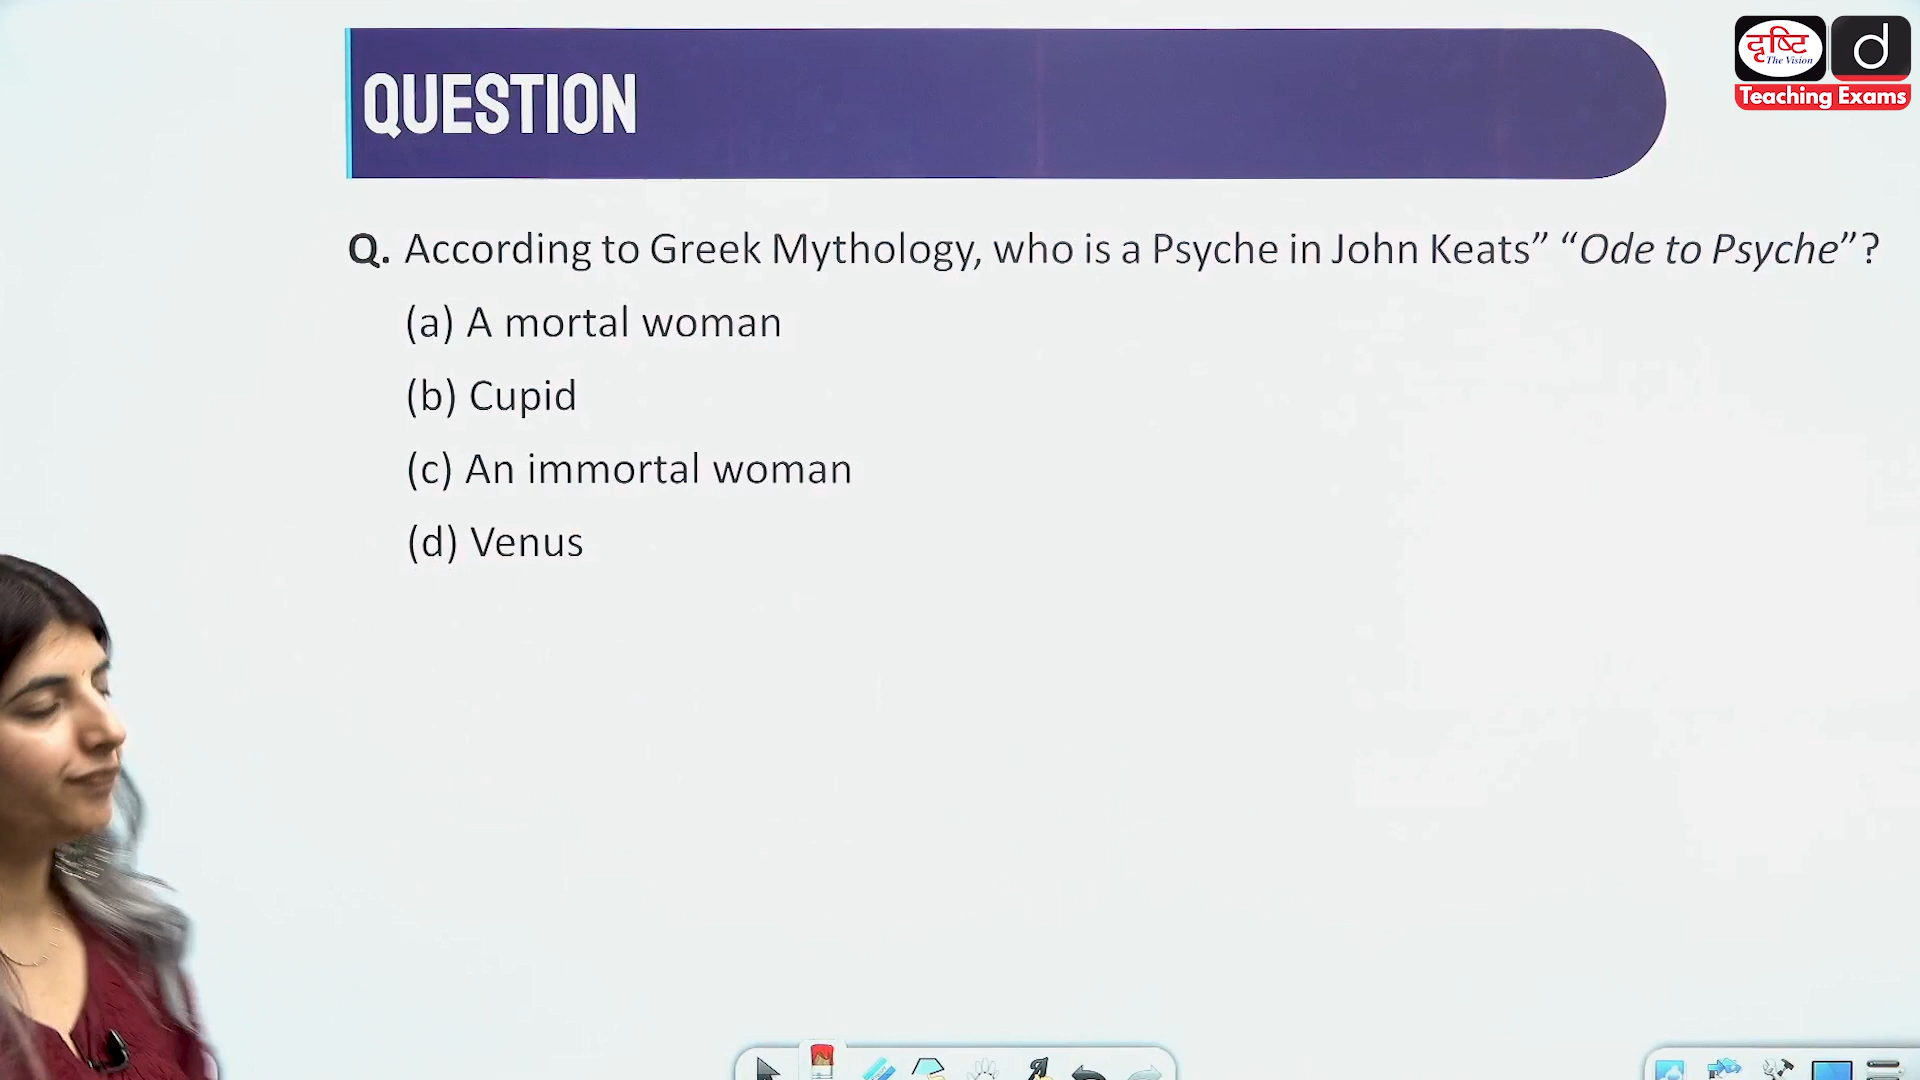 दृष्टि
The Vision
d
Teaching Exams
QUESTION
Q. According to Greek Mythology, who is a Psyche in John Keats” “Ode to Psyche”?
(a) A mortal woman
(b) Cupid
(c) An immortal woman
(d) Venus